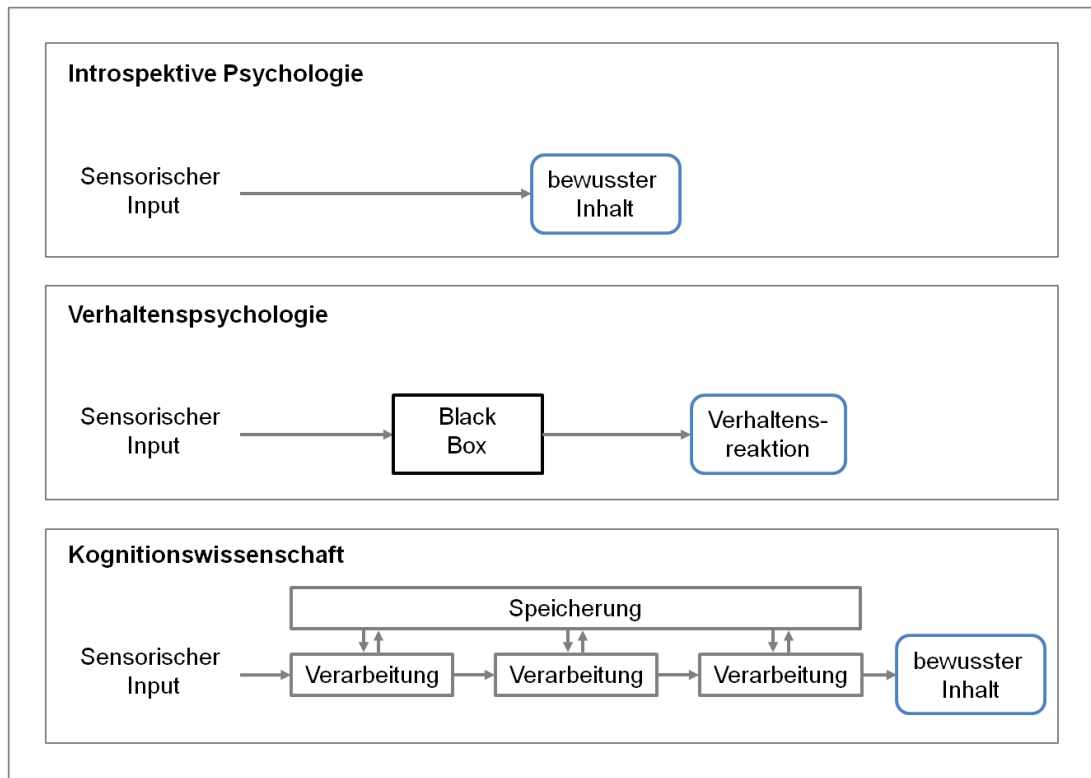 Introspektive Psychologie
Sensorischer
Input
bewusster
Inhalt
Verhaltenspsychologie
Sensorischer
Input
Black
Box
Verhaltens-
reaktion
Kognitionswissenschaft
Speicherung
Sensorischer
Input
Verarbeitung
Verarbeitung
Verarbeitung
bewusster
Inhalt